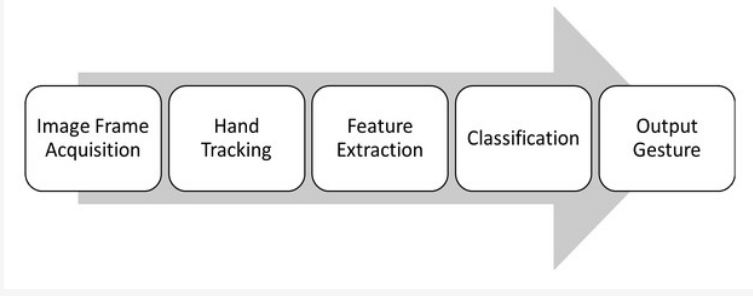 Image Frame
Acquisition
Hand
Tracking
Feature
Extraction
Classification
Output
Gesture